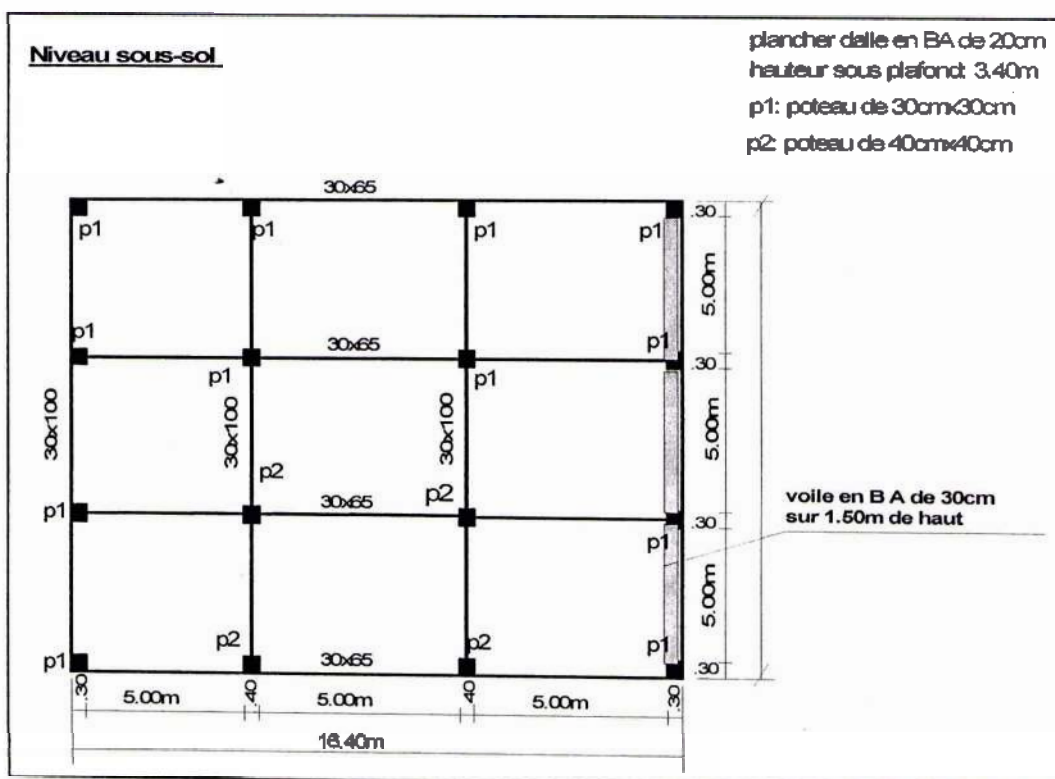 Niveau sous-sol
plancher dalle en BA de 20cm
hauteur sous plafond: 3.40m
p1: poteau de 30cmx30cm
p2: poteau de 40cmx40cm
30x65
p1
p1
p1
p1
.30
5.00m
p1
30x65
p1
.30
p1
p1
30x100
30x100
30x100
5.00m
p2
p2
voile en B A de 30cm
sur 1.50m de haut
p1
30x65
.30
p1
5.00m
p1
p2
30x65
p2
p1
.30
.30
5.00m
.40
5.00m
.40
5.00m
.30
16.40m